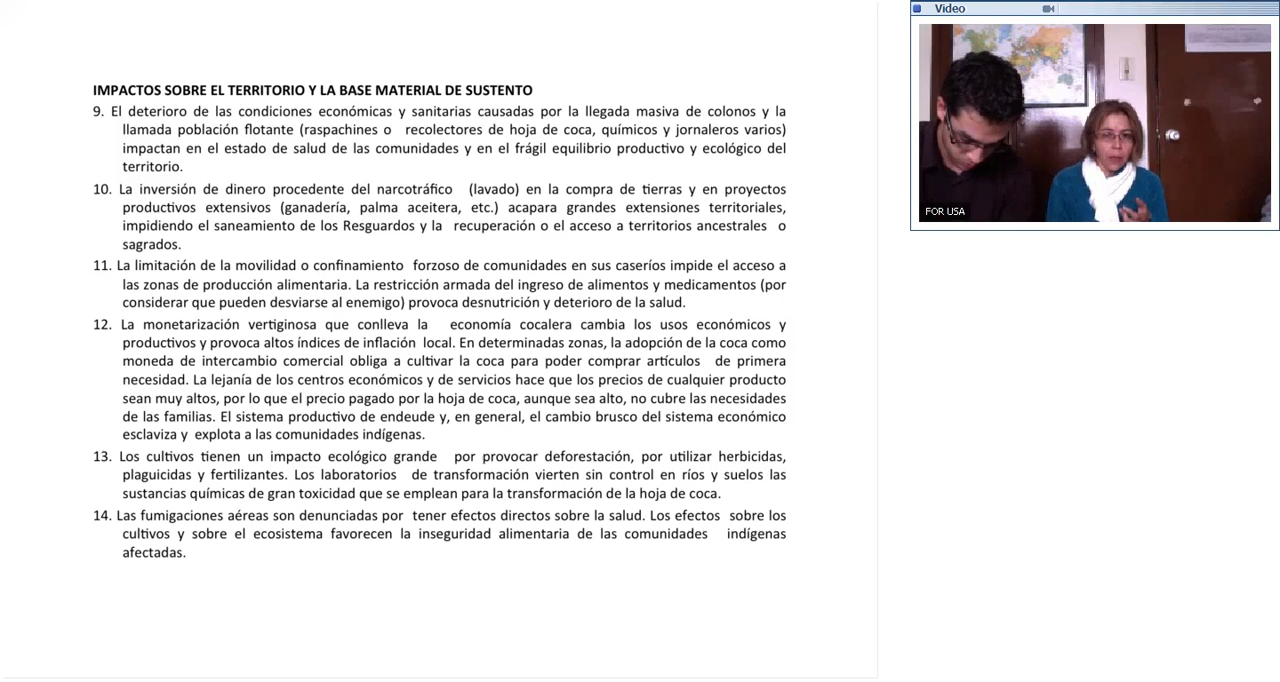 IMPACTOS SOBRE EL TERRITORIO Y LA BASE MATERIAL DE SUSTENTO
9. El deterioro de las condiciones económicas y sanitarias causadas por la llegada masiva de colonos y la
llamada población flotante (raspachines o recolectores de hoja de coca, químicos y jornaleros varios)
impactan en el estado de salud de las comunidades y en el frágil equilibrio productivo y ecológico del
territorio.
10. La inversión de dinero procedente del narcotráfico (lavado) en la compra de tierras y en proyectos
productivos extensivos (ganadería, palma aceitera, etc.) acapara grandes extensiones territoriales,
impidiendo el saneamiento de los Resguardos y la recuperación o el acceso a territorios ancestrales o
sagrados.
11. La limitación de la movilidad o confinamiento forzoso de comunidades en sus caseríos impide el acceso a
las zonas de producción alimentaria. La restricción armada del ingreso de alimentos y medicamentos (por
considerar que pueden desviarse al enemigo) provoca desnutrición y deterioro de la salud.
12. La monetarización vertiginosa que conlleva la economía cocalera cambia los usos económicos y
productivos y provoca altos índices de inflación local. En determinadas zonas, la adopción de la coca como
moneda de intercambio comercial obliga a cultivar la coca para poder comprar artículos de primera
necesidad. La lejanía de los centros económicos y de servicios hace que los precios de cualquier producto
sean muy altos, por lo que el precio pagado por la hoja de coca, aunque sea alto, no cubre las necesidades
de las familias. El sistema productivo de endeude y, en general, el cambio brusco del sistema económico
esclaviza y explota a las comunidades indígenas.
13. Los cultivos tienen un impacto ecológico grande por provocar deforestación, por utilizar herbicidas,
plaguicidas y fertilizantes. Los laboratorios de transformación vierten sin control en ríos y suelos las
sustancias químicas de gran toxicidad que se emplean para la transformación de la hoja de coca.
14. Las fumigaciones aéreas son denunciadas por tener efectos directos sobre la salud. Los efectos sobre los
cultivos y sobre el ecosistema favorecen la inseguridad alimentaria de las comunidades indígenas
afectadas.
Video
FOR USA